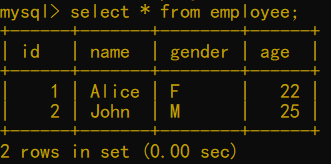 mysql> select * from employee;
+------+-------+--------+------+
| id   | name  | gender | age  |
+------+-------+--------+------+
|    1 | Alice | F      |   22 |
|    2 | John  | M      |   25 |
+------+-------+--------+------+
2 rows in set (0.00 sec)